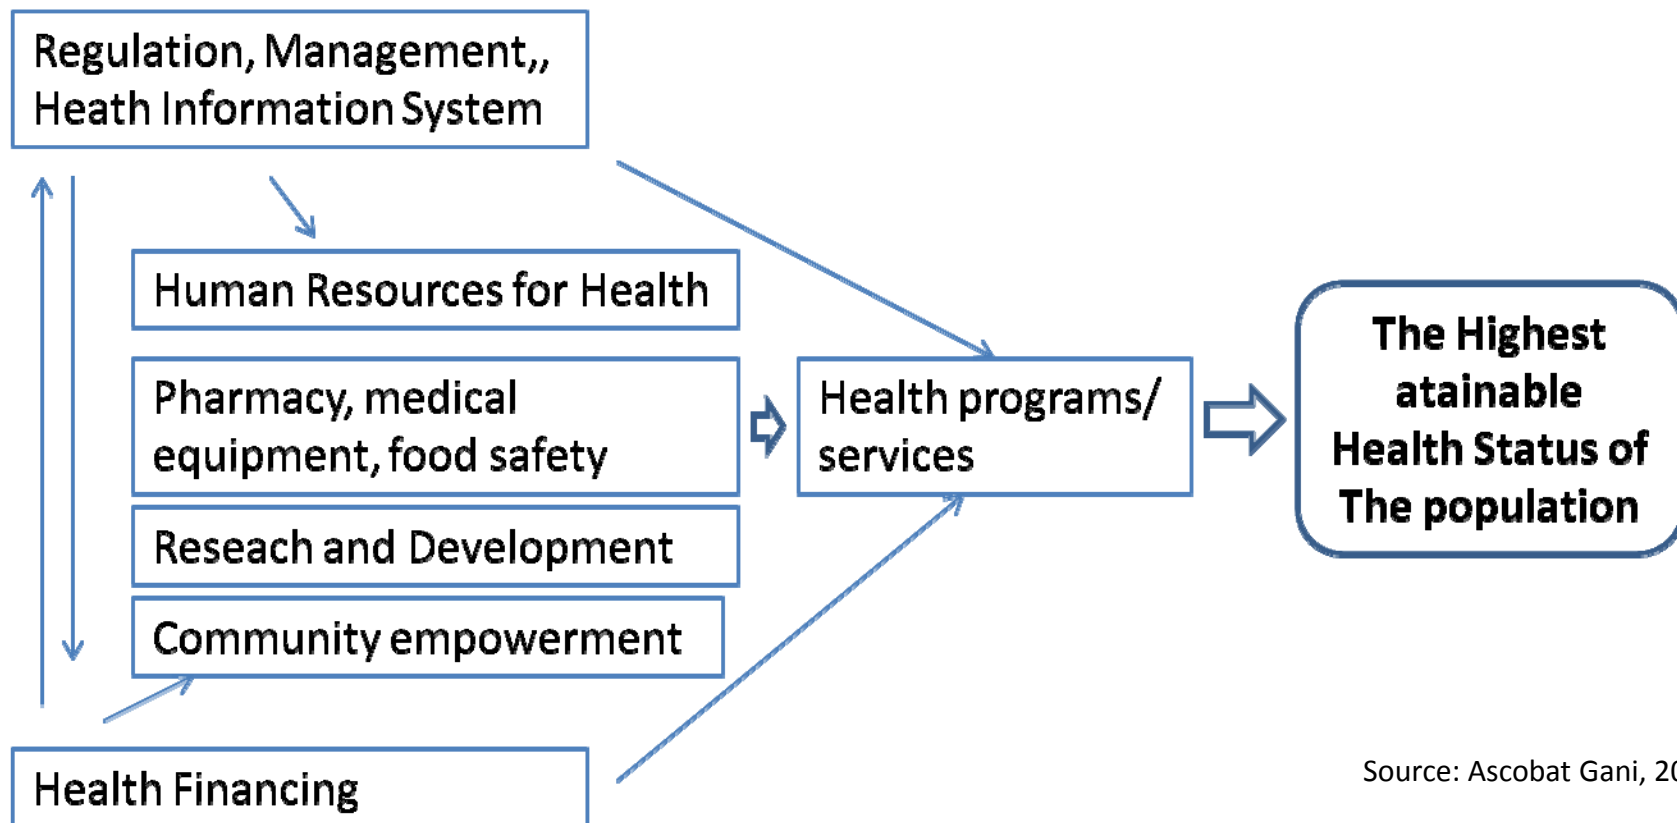 Regulation, Management,,
Heath Information System
Human Resources for Health
Pharmacy, medical
equipment, food safety
Reseach and Development
Community empowerment
Health Financing
Health programs/
services
The Highest
atainable
Health Status of
The population
Source: Ascobat Gani, 20